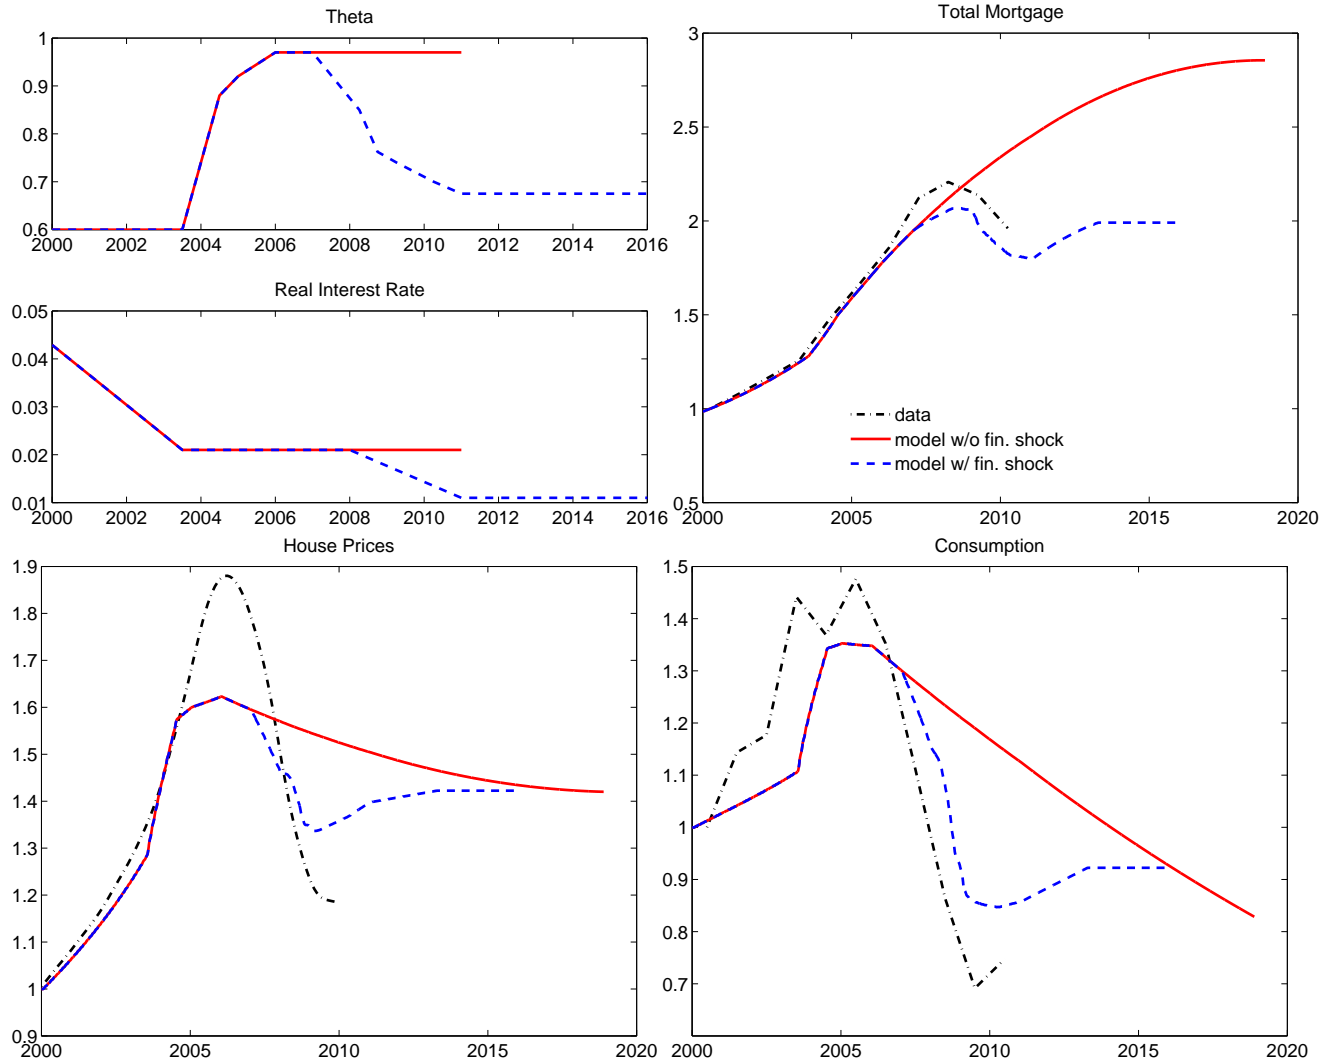 Theta
1
0.9
0.8
0.7
0.6
2000 2002 2004 2006 2008 2010 2012 2014 2016
Real Interest Rate
0.05
0.04
0.03
0.02
0.01
2000 2002 2004 2006 2008 2010 2012 2014 2016
Total Mortgage
3
2.5
2
1.5
1
0.5
data
model w/o fin. shock
model w/ fin. shock
2000 2005 2010 2015 2020
House Prices
1.9
1.8
1.7
1.6
1.5
1.4
1.3
1.2
1.1
1
0.9
2000 2005 2010 2015 2020
Consumption
1.5
1.4
1.3
1.2
1.1
1
0.9
0.8
0.7
2000 2005 2010 2015 2020